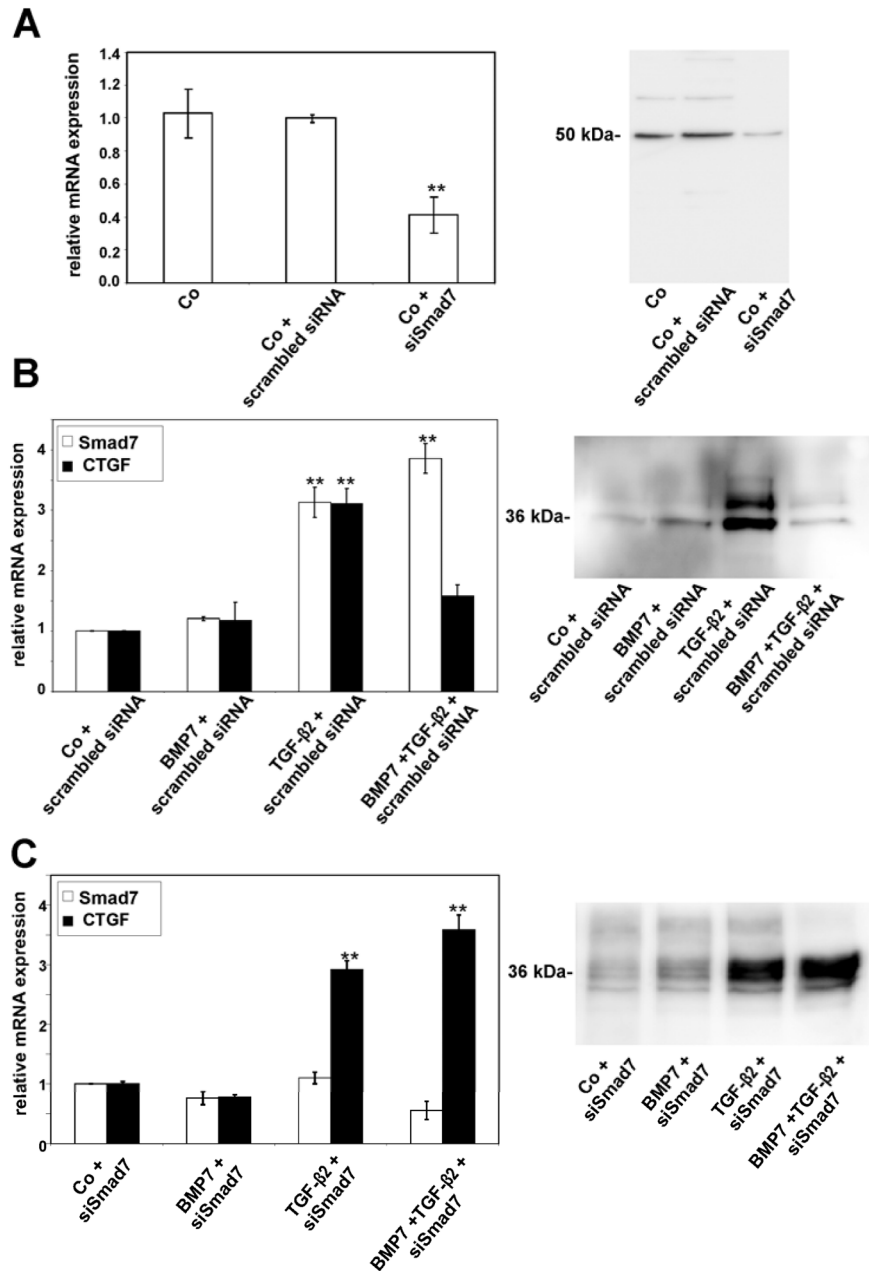 A
relative mRNA expression
1.4
1.2
1.0
0.8
0.6
0.4
0.2
0.0
**
Co
Co +
scrambled siRNA
Co +
siSmad7
50 kDa-
Co
Co +
scrambled siRNA
Co +
siSmad7
B
relative mRNA expression
4
3
2
1
0
Smad7
CTGF
** **
**
Co +
scrambled siRNA
BMP7 +
scrambled siRNA
TGF-β2 +
scrambled siRNA
BMP7 +TGF-β2 +
scrambled siRNA
36 kDa-
Co +
scrambled siRNA
BMP7 +
scrambled siRNA
TGF-β2 +
scrambled siRNA
BMP7 +TGF-β2 +
scrambled siRNA
C
relative mRNA expression
4
3
2
1
0
Smad7
CTGF
**
**
Co +
siSmad7
BMP7 +
siSmad7
TGF-β2 +
siSmad7
BMP7 +TGF-β2 +
siSmad7
36 kDa-
Co +
siSmad7
BMP7 +
siSmad7
TGF-β2 +
siSmad7
BMP7 +TGF-β2 +
siSmad7